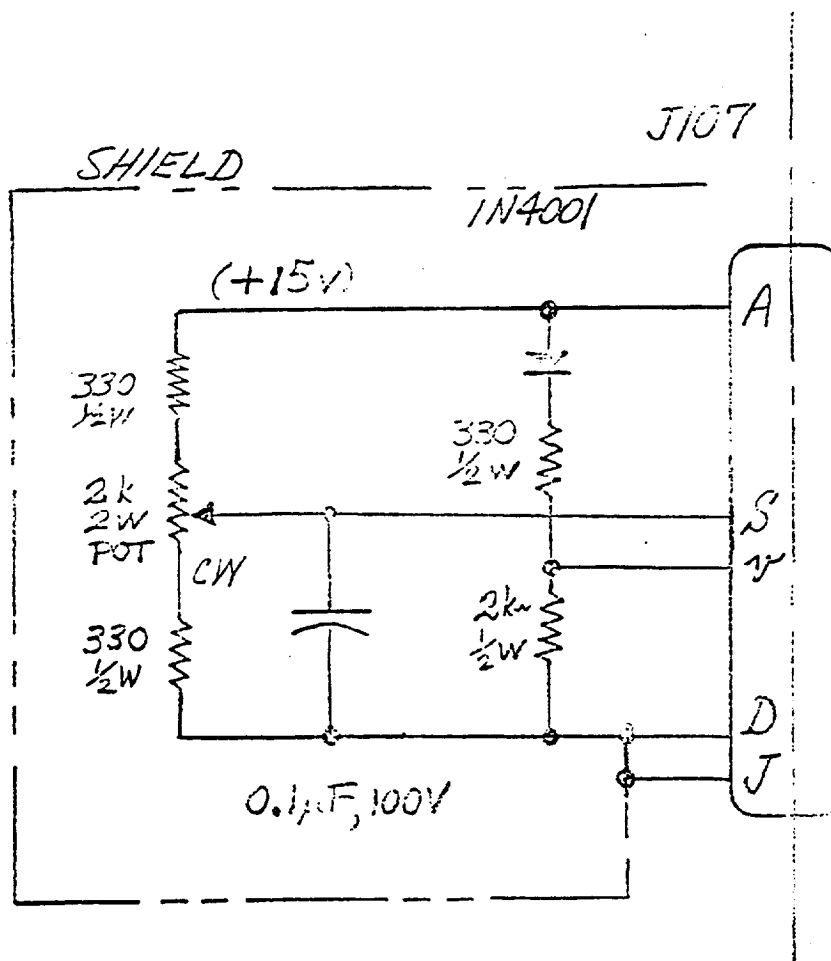 J107
SHIELD
1N4001
(+15V)
A
330
½W
330
½W
2k
2W
POT
S
CW
v
2k
½W
330
½W
D
J
0.1µF, 100V